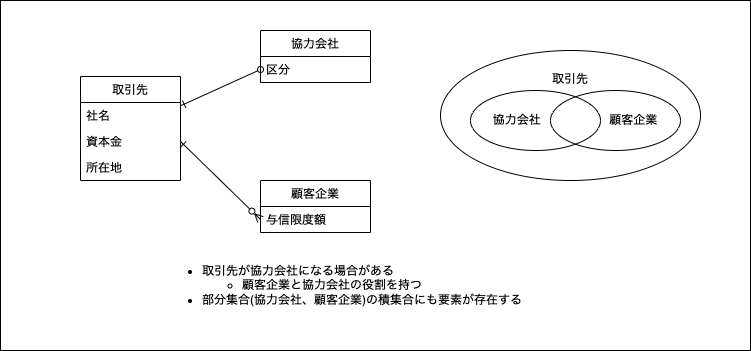 取引先
社名
資本金
所在地
協力会社
区分
顧客企業
与信限度額
取引先
協力会社
顧客企業
取引先が協力会社になる場合がある
顧客企業と協力会社の役割を持つ
部分集合(協力会社、顧客企業)の積集合にも要素が存在する